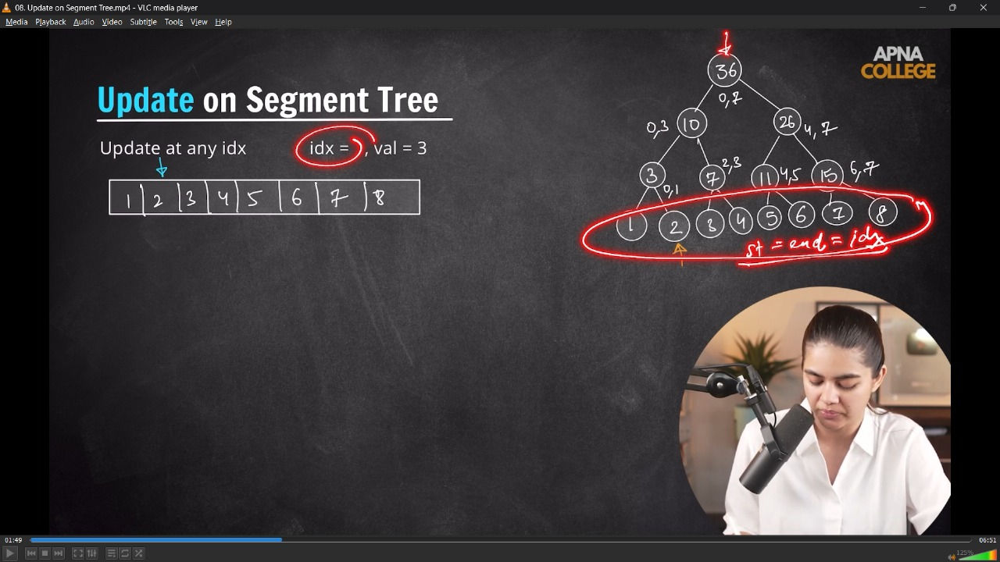 08. Update on Segment Tree.mp4 - VLC media player
Media Playback Audio Video Subtitle Tools View Help
APNA
COLLEGE
Update on Segment Tree
Update at any idx
idx = , val = 3
1 2 3 4 5 6 7 8
36
0,7
0,3 10 26 4,7
3 0,1 7 2,3 11 4,5 15 6,7
1 2 3 4 5 6 7 8
st = end = idx
01:49 06:51
125%